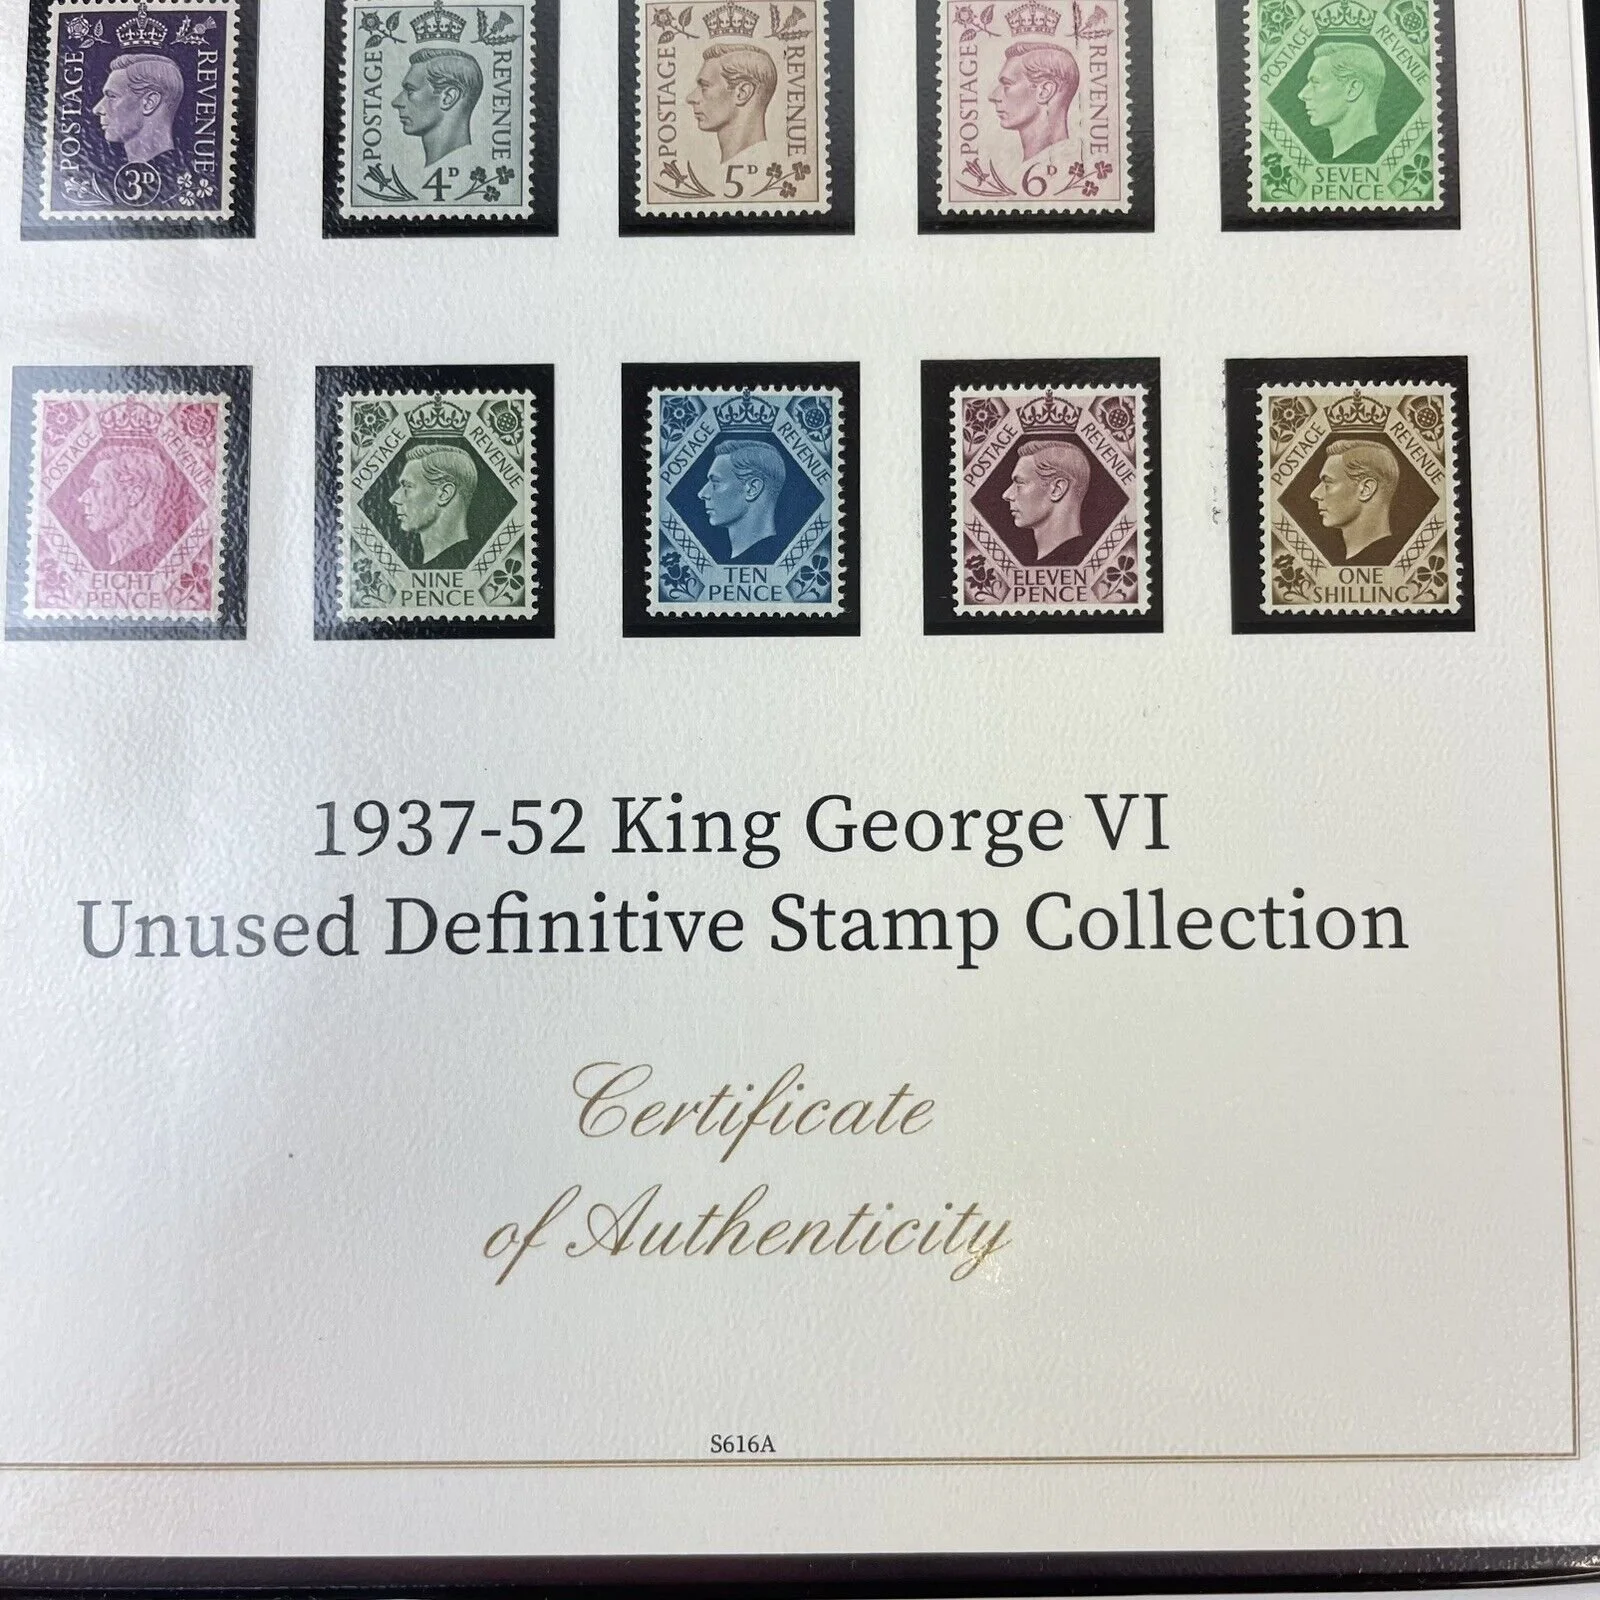 POSTAGE REVENUE
3D
POSTAGE REVENUE
4D
POSTAGE REVENUE
5D
POSTAGE REVENUE
6D
POSTAGE REVENUE
SEVEN
PENCE
POSTAGE REVENUE
EIGHT
PENCE
POSTAGE REVENUE
NINE
PENCE
POSTAGE REVENUE
TEN
PENCE
POSTAGE REVENUE
ELEVEN
PENCE
POSTAGE REVENUE
ONE
SHILLING
1937-52 King George VI
Unused Definitive Stamp Collection
Certificate
of Authenticity
S616A